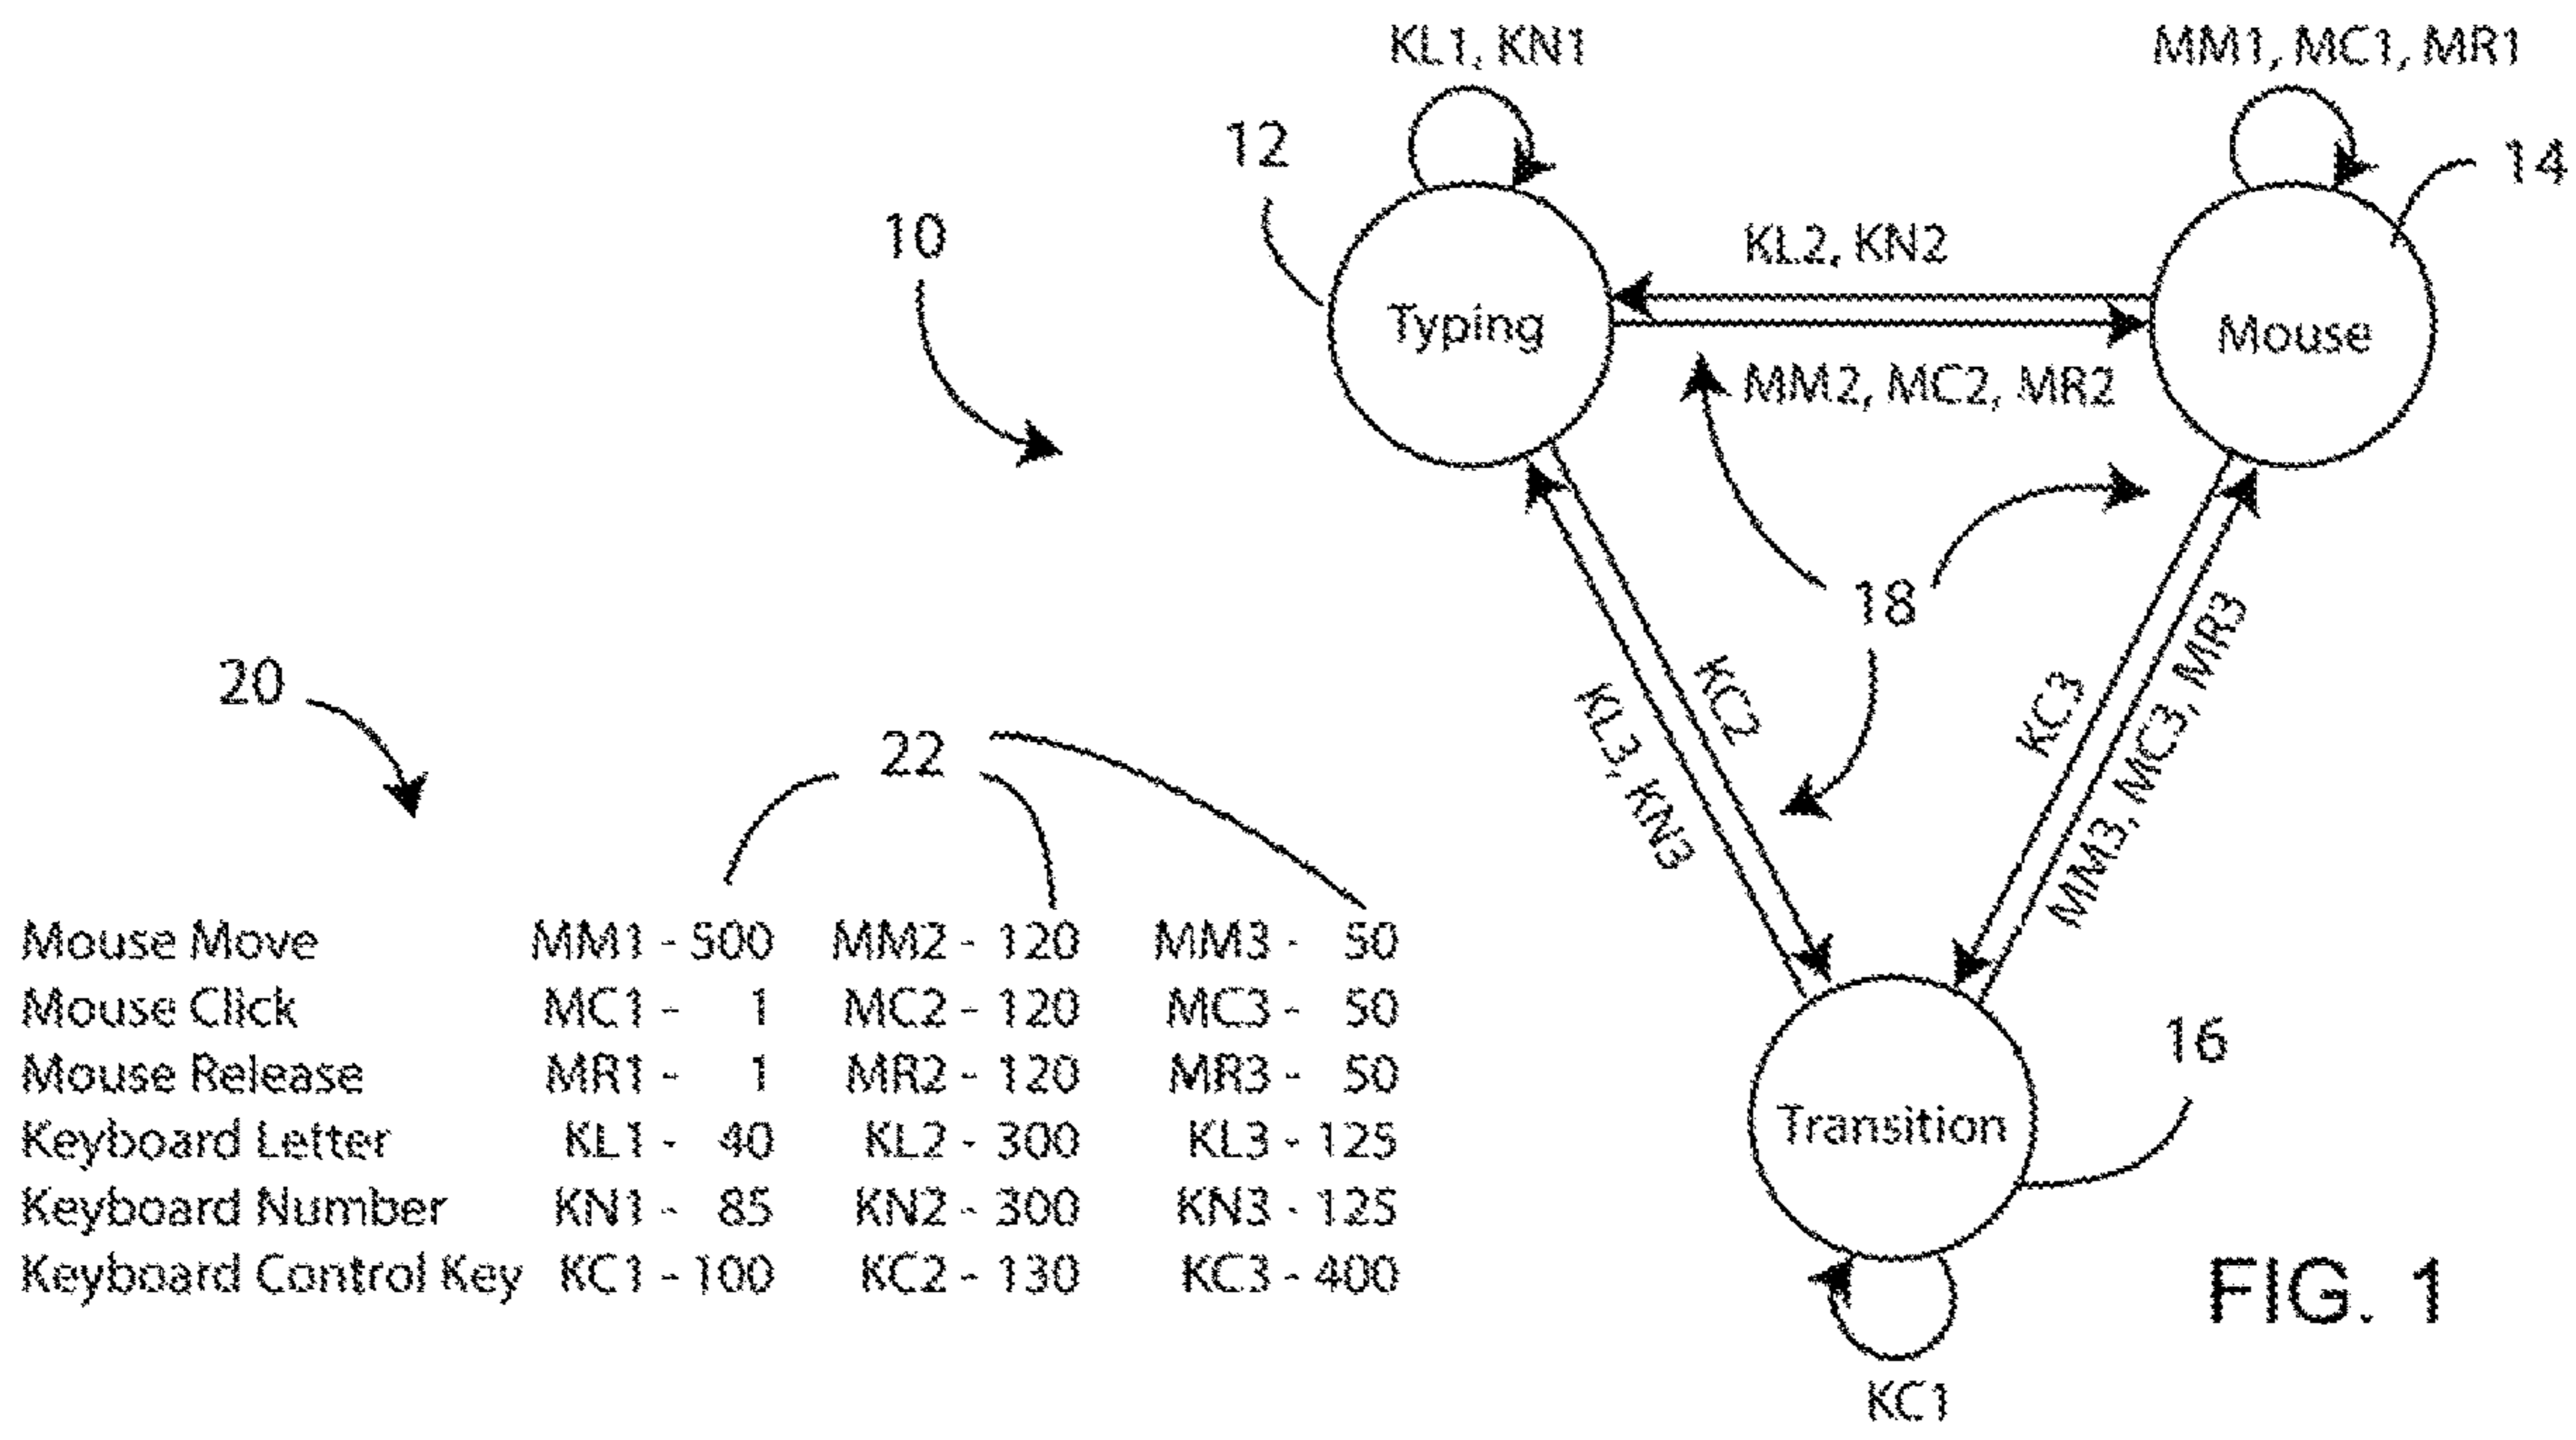 KL1, KN1
MM1, MC1, MR1
12
14
10
KL2, KN2
Typing
Mouse
MM2, MC2, MR2
18
20
KC2
KL3, KN3
KC3
MM3, MC3, MR3
22
Mouse Move MM1 - 500 MM2 - 120 MM3 - 50
Mouse Click MC1 - 1 MC2 - 120 MC3 - 50
Mouse Release MR1 - 1 MR2 - 120 MR3 - 50
Keyboard Letter KL1 - 40 KL2 - 300 KL3 - 125
Keyboard Number KN1 - 85 KN2 - 300 KN3 - 125
Keyboard Control Key KC1 - 100 KC2 - 130 KC3 - 400
16
Transition
FIG. 1
KC1